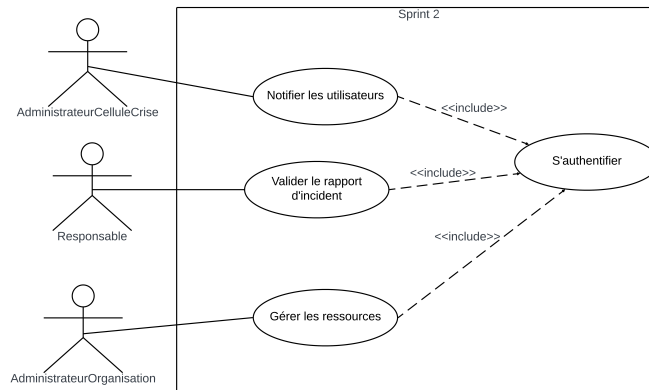 Sprint 2
Notifier les utilisateurs
<<include>>
AdministrateurCelluleCrise
S'authentifier
<<include>>
Valider le rapport
d'incident
Responsable
<<include>>
Gérer les ressources
AdministrateurOrganisation